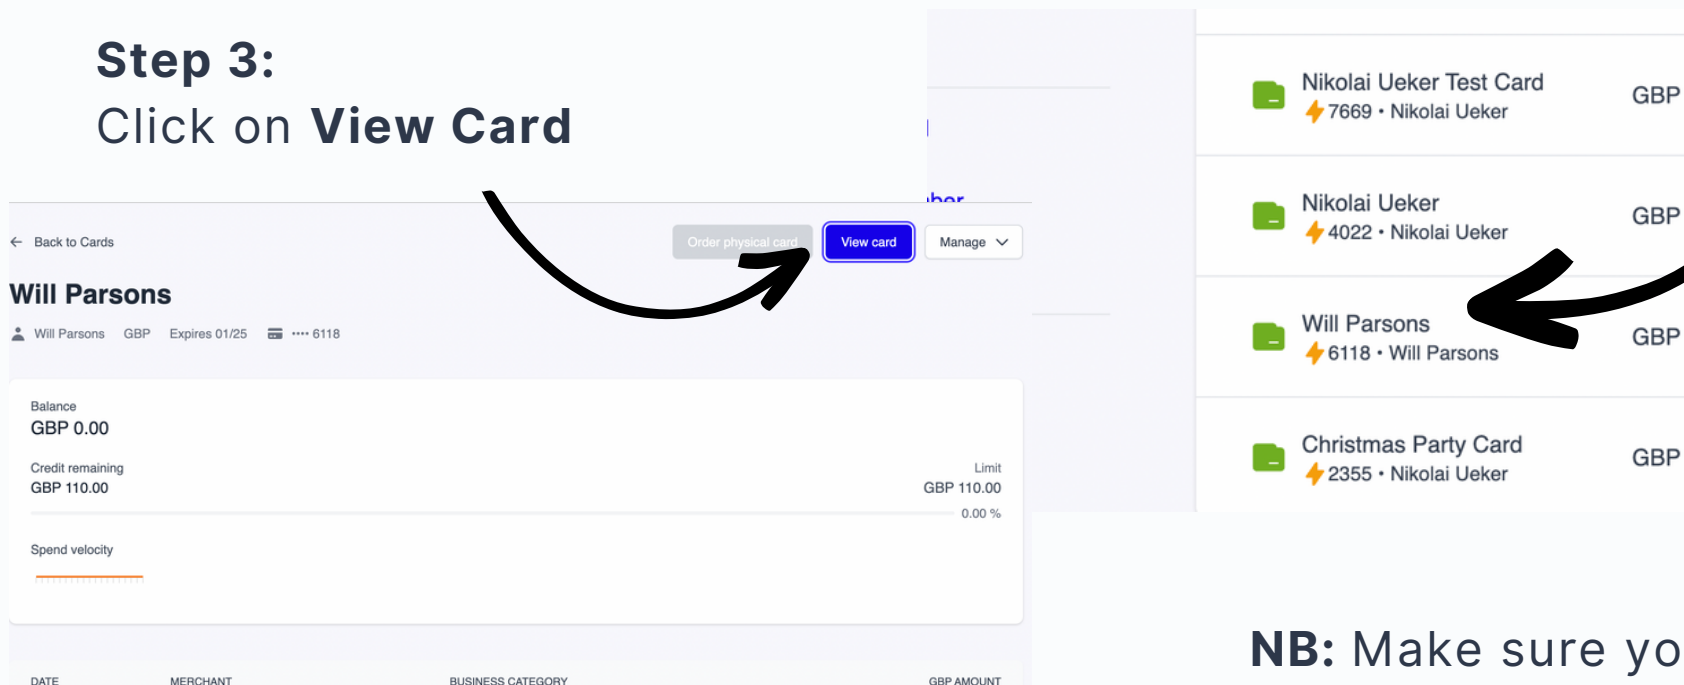 Step 3:
Click on View Card
← Back to Cards
Order physical card
View card
Manage
Will Parsons
Will Parsons GBP Expires 01/25 •••• 6118
Balance
GBP 0.00
Credit remaining
Limit
GBP 110.00
GBP 110.00
0.00 %
Spend velocity
DATE MERCHANT BUSINESS CATEGORY GBP AMOUNT
Nikolai Ueker Test Card
GBP
7669 • Nikolai Ueker
Nikolai Ueker
GBP
4022 • Nikolai Ueker
Will Parsons
GBP
6118 • Will Parsons
Christmas Party Card
GBP
2355 • Nikolai Ueker
NB: Make sure yo